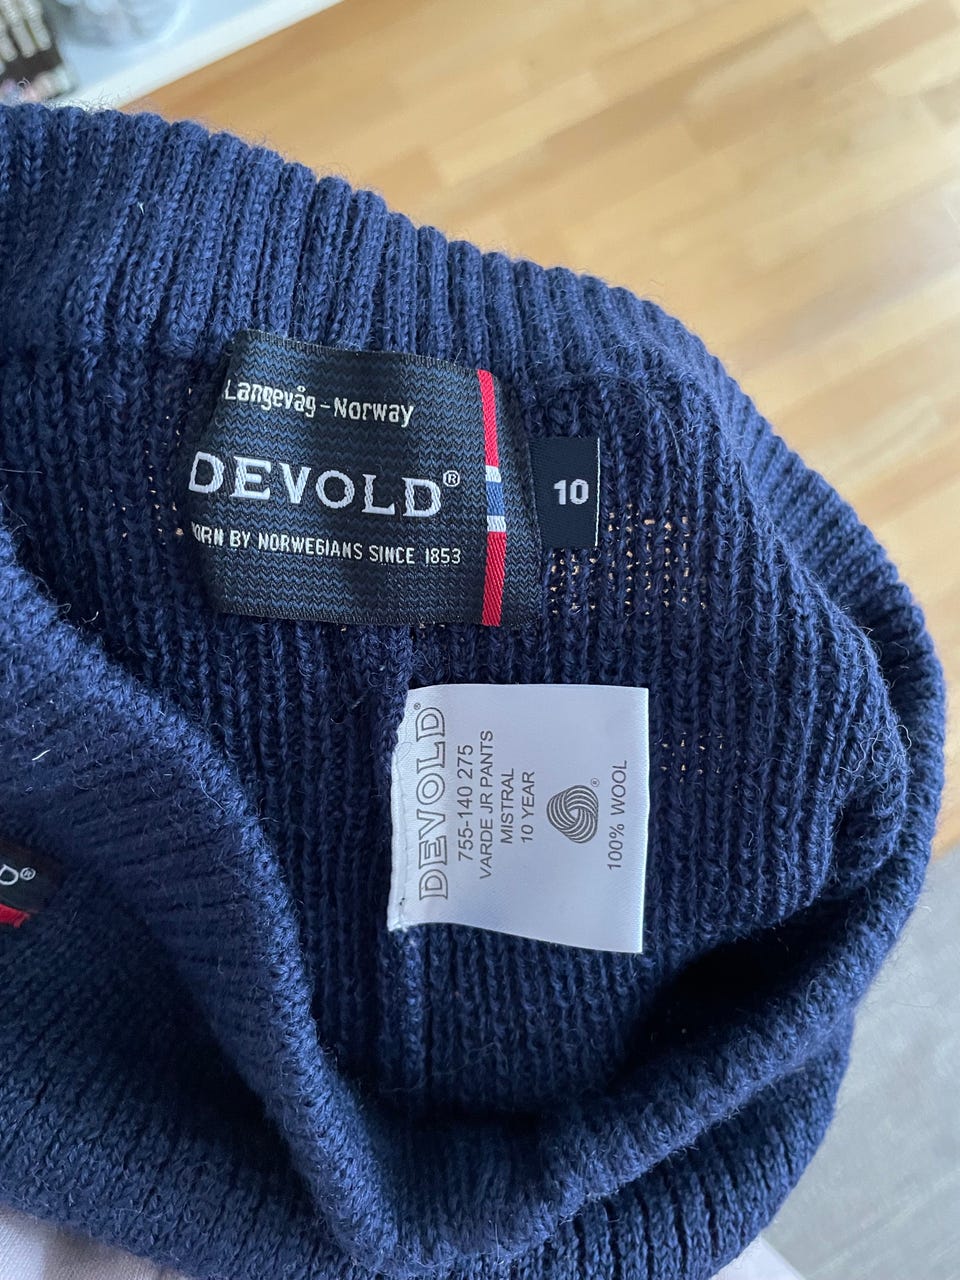 Langevåg - Norway
DEVOLD®
ORN BY NORWEGIANS SINCE 1853
10
DEVOLD®
755-140 275
VARDE JR PANTS
MISTRAL
10 YEAR
®
100% WOOL
D®